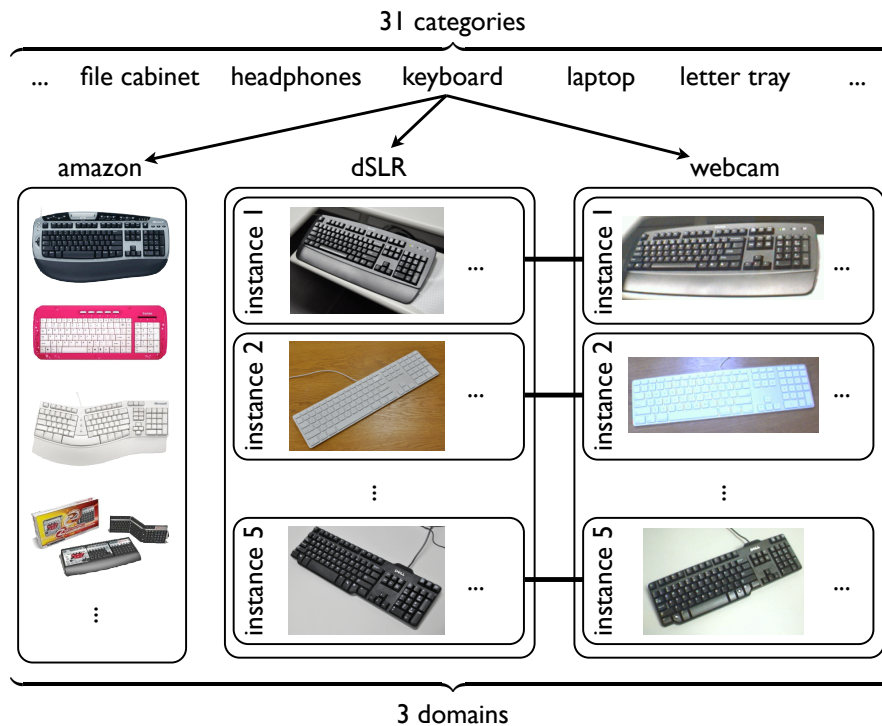 31 categories
... file cabinet headphones keyboard laptop letter tray ...
amazon dSLR webcam
instance 1 ... instance 1 ...
instance 2 ... instance 2 ...
... ...
instance 5 ... instance 5 ...
DELL
...
3 domains